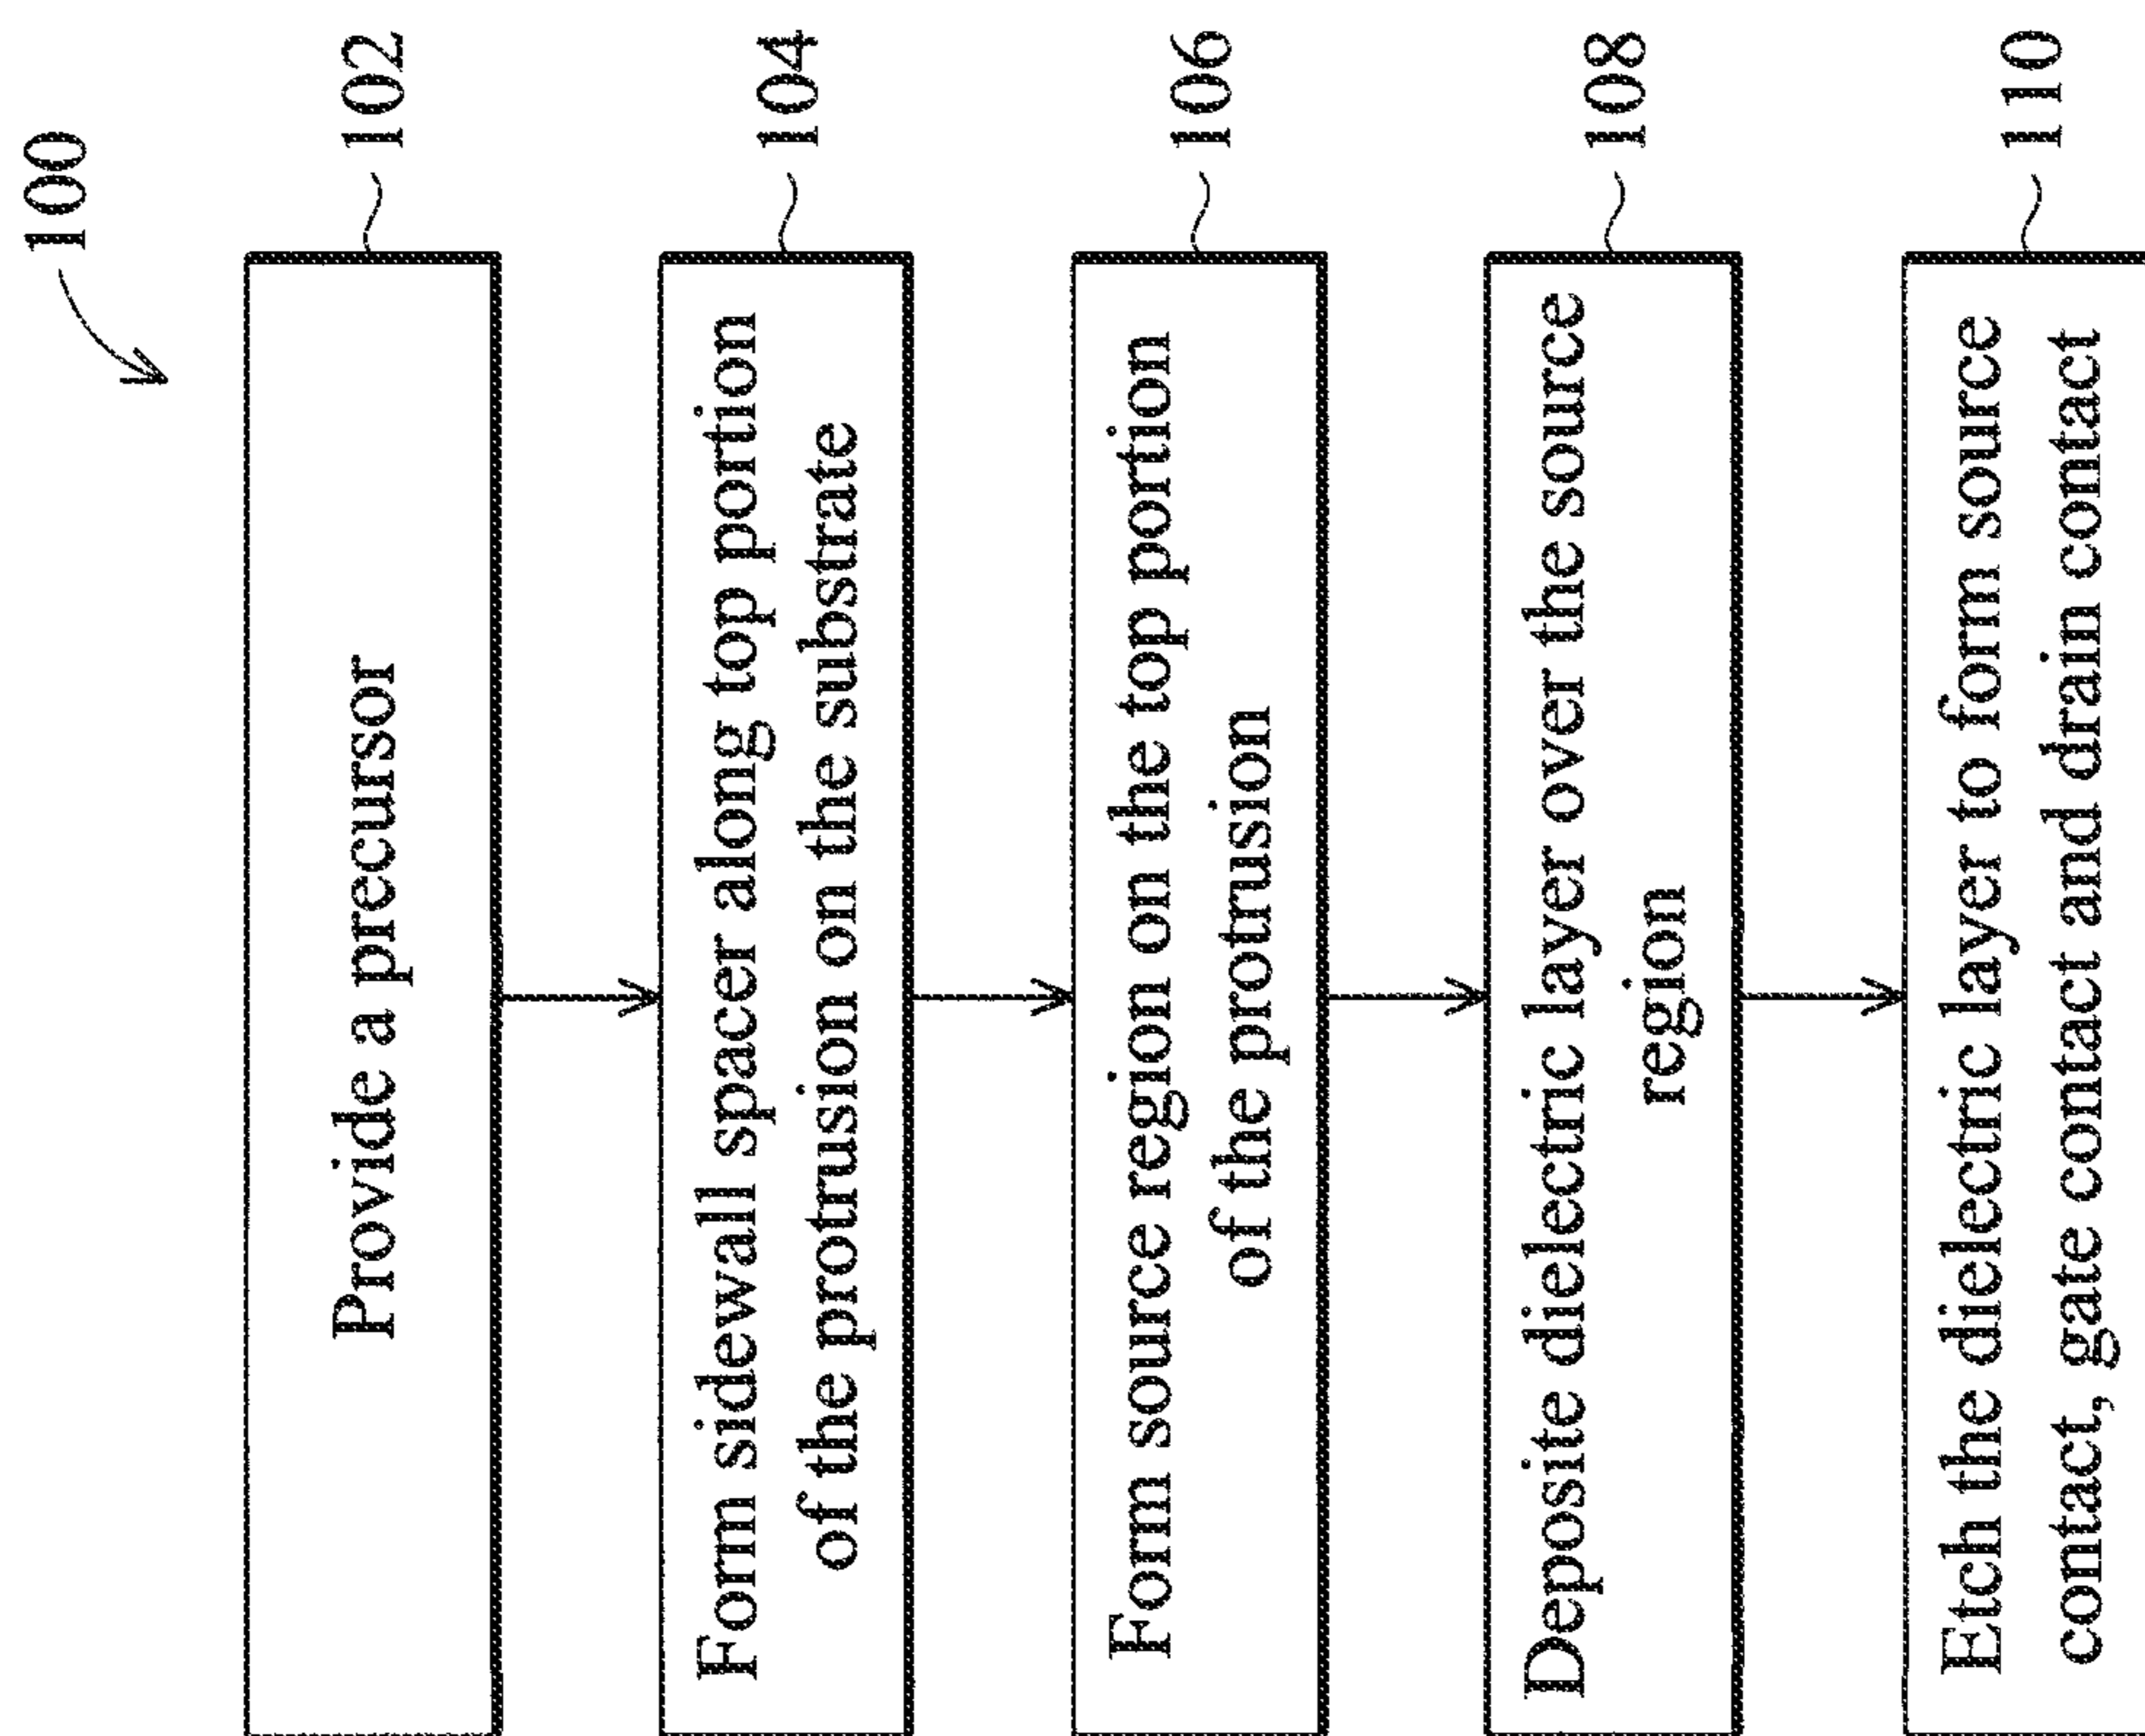 100
Provide a precursor
102
Form sidewall spacer along top portion
of the protrusion on the substrate
104
Form source region on the top portion
of the protrusion
106
Deposite dielectric layer over the source
region
108
Etch the dielectric layer to form source
contact, gate contact and drain contact
110